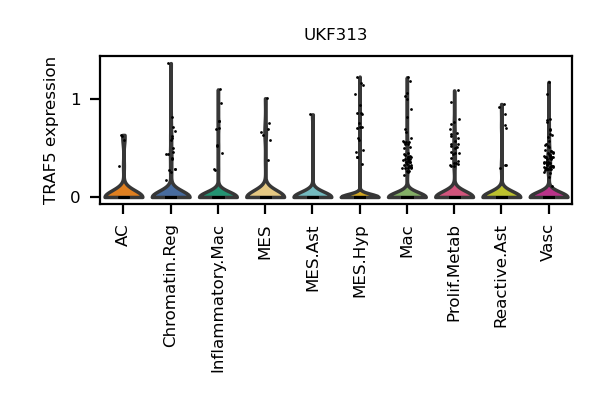 UKF313
TRAF5 expression
1
0
AC
Chromatin.Reg
Inflammatory.Mac
MES
MES.Ast
MES.Hyp
Mac
Prolif.Metab
Reactive.Ast
Vasc